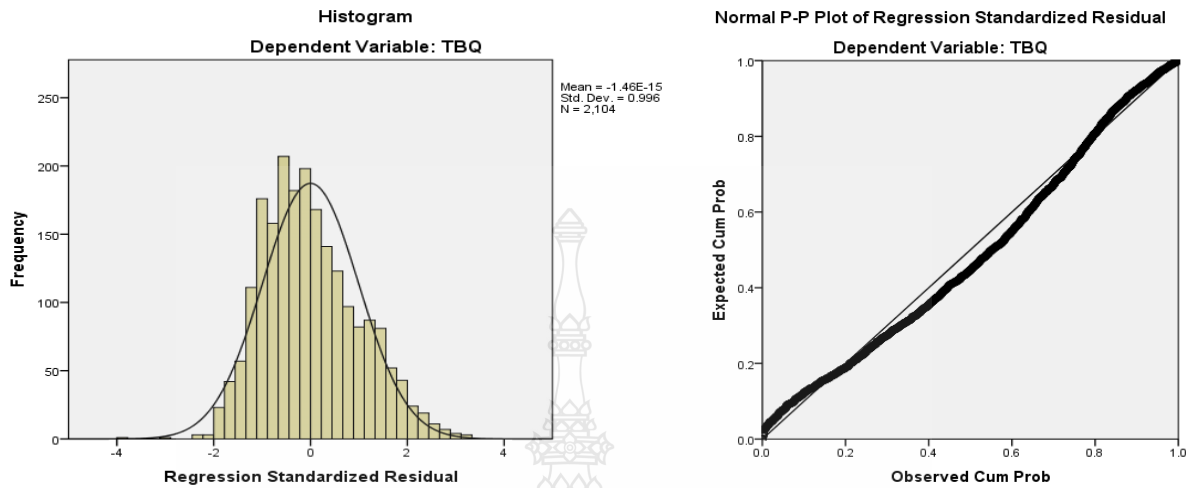 Histogram
Dependent Variable: TBQ
Mean = -1.46E-15
Std. Dev. = 0.996
N = 2,104
250
200
150
100
50
0
Frequency
-4
-2
0
2
4
Regression Standardized Residual
Normal P-P Plot of Regression Standardized Residual
Dependent Variable: TBQ
1.0
0.8
0.6
0.4
0.2
0.0
Expected Cum Prob
0.0
0.2
0.4
0.6
0.8
1.0
Observed Cum Prob